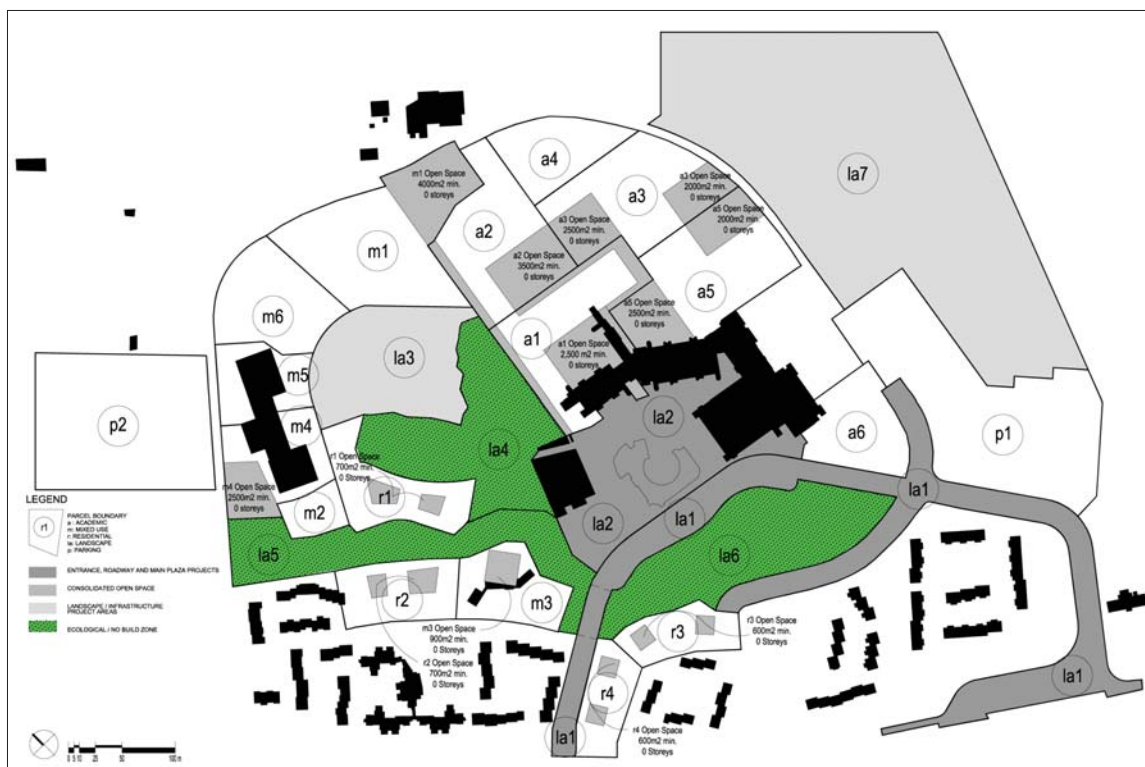 m1 Open Space
4000m2 min.
0 storeys
a4
la7
a3 Open Space
2000m2 min.
0 storeys
a3
a5 Open Space
2000m2 min.
0 storeys
a2
a3 Open Space
2500m2 min.
0 storeys
m1
a2 Open Space
3500m2 min.
0 storeys
a5
a5 Open Space
2500m2 min.
0 storeys
m6
a1
a1 Open Space
2,500 m2 min.
0 storeys
la3
m5
la2
p2
m4
la4
a6
p1
r1 Open Space
700m2 min.
0 Storeys
m4 Open Space
2500m2 min.
0 storeys
r1
la1
m2
la2
la1
la5
la6
LEGEND
r1
PARCEL BOUNDARY
a : ACADEMIC
m: MIXED USE
r: RESIDENTIAL
la: LANDSCAPE
p: PARKING
ENTRANCE, ROADWAY AND MAIN PLAZA PROJECTS
CONSOLIDATED OPEN SPACE
LANDSCAPE / INFRASTRUCTURE
PROJECT AREAS
ECOLOGICAL / NO BUILD ZONE
r2
m3
m3 Open Space
900m2 min.
0 Storeys
r2 Open Space
700m2 min.
0 Storeys
r3
r3 Open Space
600m2 min.
0 Storeys
r4
la1
r4 Open Space
600m2 min.
0 Storeys
la1
0 5 10 25 50 100 m